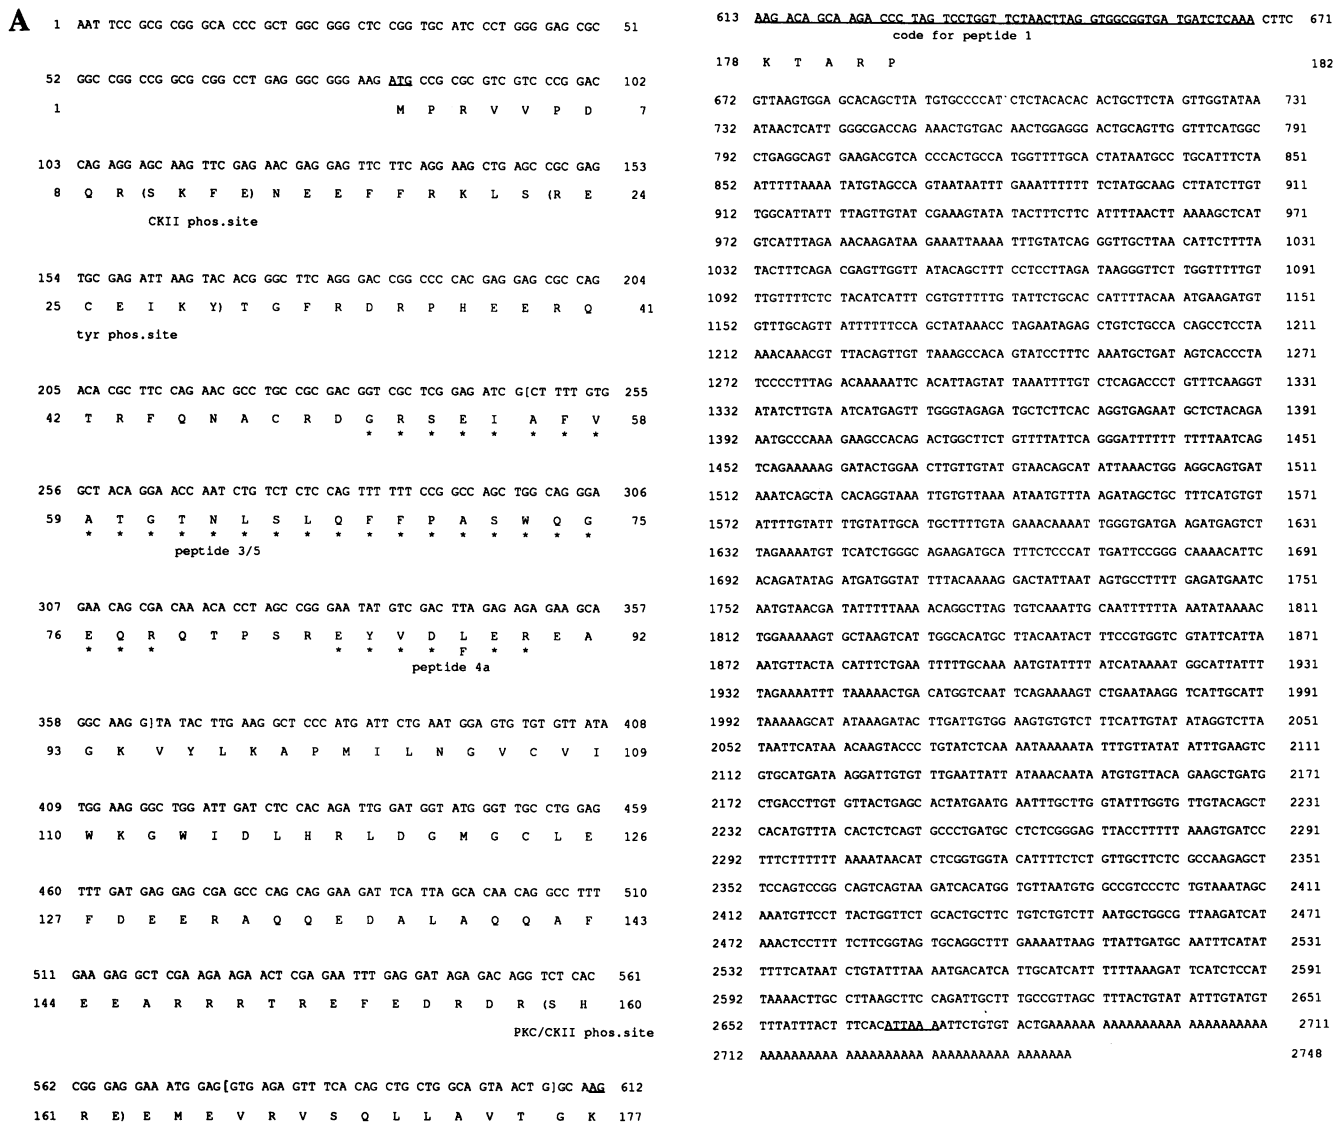 A
1 AAT TCC GCG CGG GCA CCC GCT GGC GGG CTC CGG TGC ATC CCT GGG GAG CGC 51
52 GGC CGG CCG GCG CGG CCT GAG GGC GGG AAG ATG CCG CGC GTC GTC CCG GAC 102
1 M P R V V P D 7
103 CAG AGG AGC AAG TTC GAG AAC GAG GAG TTC TTC AGG AAG CTG AGC CGC GAG 153
8 Q R (S K F E) N E E F F R K L S (R E 24
CKII phos.site
154 TGC GAG ATT AAG TAC ACG GGC TTC AGG GAC CGG CCC CAC GAG GAG CGC CAG 204
25 C E I K Y) T G F R D R P H E E R Q 41
tyr phos.site
205 ACA CGC TTC CAG AAC GCC TGC CGC GAC GGT CGC TCG GAG ATC G[CT TTT GTG 255
42 T R F Q N A C R D G R S E I A F V 58
* * * * * * * *
256 GCT ACA GGA ACC AAT CTG TCT CTC CAG TTT TTT CCG GCC AGC TGG CAG GGA 306
59 A T G T N L S L Q F F P A S W Q G 75
* * * * * * * * * * * * * * * * *
peptide 3/5
307 GAA CAG CGA CAA ACA CCT AGC CGG GAA TAT GTC GAC TTA GAG AGA GAA GCA 357
76 E Q R Q T P S R E Y V D L E R E A 92
* * * * * * * F * *
peptide 4a
358 GGC AAG G]TA TAC TTG AAG GCT CCC ATG ATT CTG AAT GGA GTG TGT GTT ATA 408
93 G K V Y L K A P M I L N G V C V I 109
409 TGG AAG GGC TGG ATT GAT CTC CAC AGA TTG GAT GGT ATG GGT TGC CTG GAG 459
110 W K G W I D L H R L D G M G C L E 126
460 TTT GAT GAG GAG CGA GCC CAG CAG GAA GAT TCA TTA GCA CAA CAG GCC TTT 510
127 F D E E R A Q Q E D A L A Q Q A F 143
511 GAA GAG GCT CGA AGA AGA ACT CGA GAA TTT GAG GAT AGA GAC AGG TCT CAC 561
144 E E A R R R T R E F E D R D R (S H 160
PKC/CKII phos.site
562 CGG GAG GAA ATG GAG[GTG AGA GTT TCA CAG CTG CTG GCA GTA ACT G]GC AAG 612
161 R E) E M E V R V S Q L L A V T G K 177
613 AAG ACA GCA AGA CCC TAG TCCTGGT TCTAACTTAG GTGGCGGTGA TGATCTCAAA CTTC 671
code for peptide 1
178 K T A R P 182
672 GTTAAGTGGA GCACAGCTTA TGTGCCCCAT CTCTACACAC ACTGCTTCTA GTTGGTATAA 731
732 ATAACTCATT GGGCGACCAG AAACTGTGAC AACTGGAGGG ACTGCAGTTG GTTTCATGGC 791
792 CTGAGGCAGT GAAGACGTCA CCCACTGCCA TGGTTTTGCA CTATAATGCC TGCATTTCTA 851
852 ATTTTTAAAA TATGTAGCCA GTAATAATTT GAAATTTTTT TCTATGCAAG CTTATCTTGT 911
912 TGGCATTATT TTAGTTGTAT CGAAAGTATA TACTTTCTTC ATTTTAACTT AAAAGCTCAT 971
972 GTCATTTAGA AACAAGATAA GAAATTAAAA TTTGTATCAG GGTTGCTTAA CATTCTTTTA 1031
1032 TACTTTCAGA CGAGTTGGTT ATACAGCTTT CCTCCTTAGA TAAGGGTTCT TGGTTTTTGT 1091
1092 TTGTTTTCTC TACATCATTT CGTGTTTTTG TATTCTGCAC CATTTTACAA ATGAAGATGT 1151
1152 GTTTGCAGTT ATTTTTTCCA GCTATAAACC TAGAATAGAG CTGTCTGCCA CAGCCTCCTA 1211
1212 AAACAAACGT TTACAGTTGT TAAAGCCACA GTATCCTTTC AAATGCTGAT AGTCACCCTA 1271
1272 TCCCCTTTAG ACAAAAATTC ACATTAGTAT TAAATTTTGT CTCAGACCCT GTTTCAAGGT 1331
1332 ATATCTTGTA ATCATGAGTT TGGGTAGAGA TGCTCTTCAC AGGTGAGAAT GCTCTACAGA 1391
1392 AATGCCCAAA GAAGCCACAG ACTGGCTTCT GTTTTATTCAG GGGATTTTTT TTTTAATCAG 1451
1452 TCAGAAAAAG GATACTGGAA CTTGTTGTAT GTAACAGCAT ATTAAACTGG AGGCAGTGAT 1511
1512 AAATCAGCTA CACAGGTAAA TTGTGTTAAA ATAATGTTTA AGATAGCTGC TTTCATGTGT 1571
1572 ATTTTGTATT TTGTATTGCA TGCTTTTGTA GAAACAAAAT TGGGTGATGA AGATGAGTCT 1631
1632 TAGAAAATGT TCATCTGGGC AGAAGATGCA TTTCTCCCAT TGATTCCGGG CAAAACATTC 1691
1692 ACAGATATAG ATGATGGTAT TTTACAAAAG GACTATTAAT AGTGCCTTTT GAGATGAATC 1751
1752 AATGTAACGA TATTTTTAAA ACAGGCTTAG TGTCAAATTG CAATTTTTTA AATATAAAAC 1811
1812 TGGAAAAAGT GCTAAGTCAT TGGCACATGC TTACAATACT TTCCGTGGTC GTATTCATTA 1871
1872 AATGTTACTA CATTTCTGAA TTTTTGCAAA AATGTATTTT ATCATAAAAT GGCATTATTT 1931
1932 TAGAAAATTT TAAAAACTGA CATGGTCAAT TCAGAAAAGT CTGAATAAGG TCATTGCATT 1991
1992 TAAAAAGCAT ATAAAGATAC TTGATTGTGG AAGTGTGTCT TTCATTGTAT ATAGGTCTTA 2051
2052 TAATTCATAA ACAAGTACCC TGTATCTCAA AATAAAAATA TTTGTTATAT ATTTGAAGTC 2111
2112 GTGCATGATA AGGATTGTGT TTGAATTATT ATAAACAATA ATGTGTTACA GAAGCTGATG 2171
2172 CTGACCTTGT GTTACTGAGC ACTATGAATG AATTTGCTTG GTATTTGGTG TTGTACAGCT 2231
2232 CACATGTTTA CACTCTCAGT GCCCTGATGC CTCTCGGGAG TTACCTTTTT AAAGTGATCC 2291
2292 TTTCTTTTTT AAAATAACAT CTCGGTGGTA CATTTTCTCT GTTGCTTCTC GCCAAGAGCT 2351
2352 TCCAGTCCGG CAGTCAGTAA GATCACATGG TGTTAATGTG GCCGTCCCTC TGTAAATAGC 2411
2412 AAATGTTCCT TACTGGTTCT GCACTGCTTC TGTCTGTCTT AATGCTGGCG TTAAGATCAT 2471
2472 AAACTCCTTT TCTTCGGTAG TGCAGGCTTT GAAAATTAAG TTATTGATGC AATTTCATAT 2531
2532 TTTTCATAAT CTGTATTTAA AATGACATCA TTGCATCATT TTTTAAAGAT TCATCTCCAT 2591
2592 TAAAACTTGC CTTAAGCTTC CAGATTGCTT TGCCGTTAGC TTTACTGTAT ATTTGTATGT 2651
2652 TTTATTTACT TTCACATTAAA AATTCTGTGT ACTGAAAAAA AAAAAAAAAA AAAAAAAAAA 2711
2712 AAAAAAAAAA AAAAAAAAAA AAAAAAAAAA AAAAAAA 2748